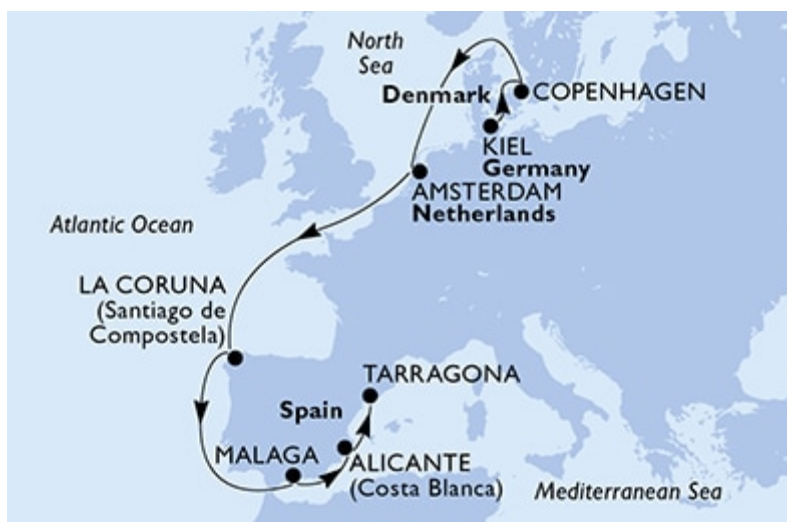 North
Sea
Denmark
COPENHAGEN
KIEL
Germany
AMSTERDAM
Netherlands
Atlantic Ocean
LA CORUNA
(Santiago de
Compostela)
TARRAGONA
Spain
MALAGA
ALICANTE
(Costa Blanca)
Mediterranean Sea